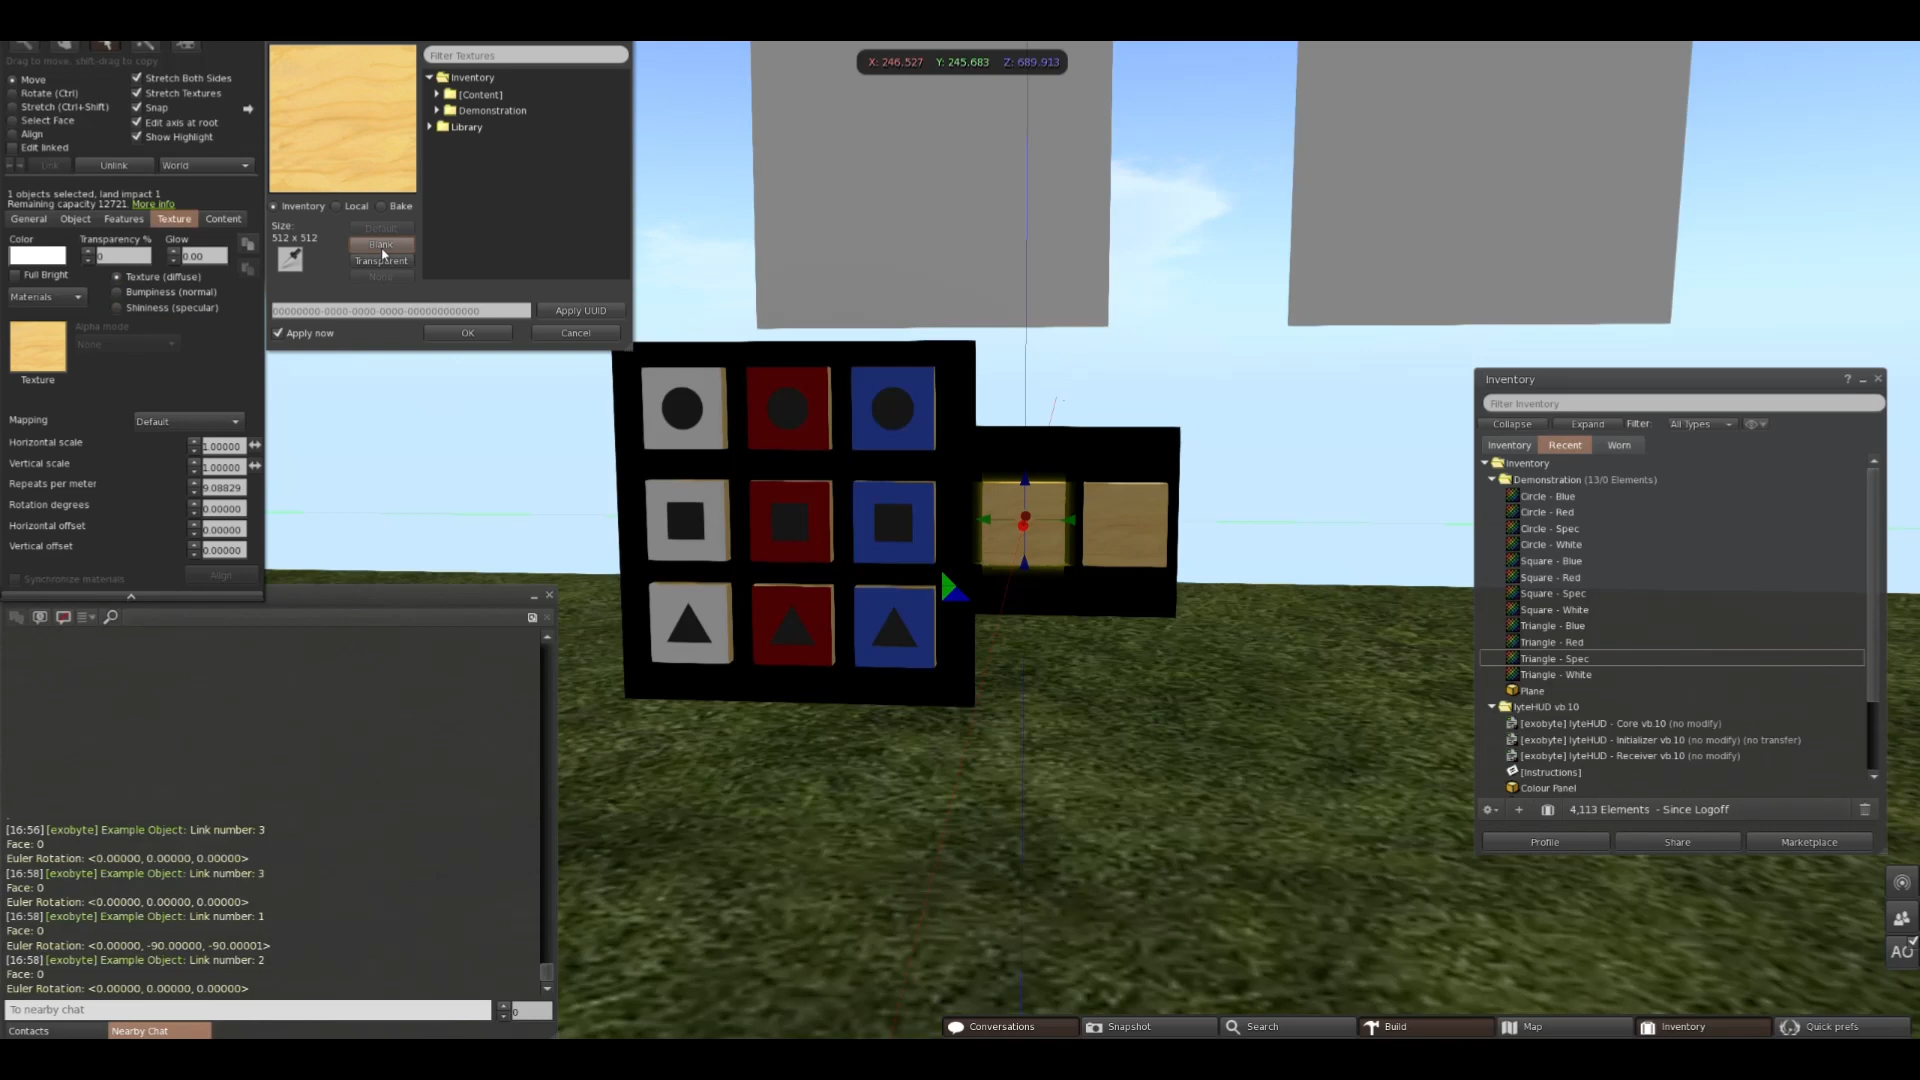 Drag to move, shift-drag to copy
Move
Rotate (Ctrl)
Stretch (Ctrl+Shift)
Select Face
Align
Edit linked
Stretch Both Sides
Stretch Textures
Snap
Edit axis at root
Show Highlight
Link
Unlink
World
1 objects selected, land impact 1
Remaining capacity 12721. More info
General
Object
Features
Texture
Content
Color
Transparency %
Glow
0
0.00
Full Bright
Materials
Texture (diffuse)
Bumpiness (normal)
Shininess (specular)
Alpha mode
None
Texture
Mapping
Default
Horizontal scale
1.00000
Vertical scale
1.00000
Repeats per meter
9.08829
Rotation degrees
0.00000
Horizontal offset
0.00000
Vertical offset
0.00000
Synchronize materials
Align
Filter Textures
Inventory
[Content]
Demonstration
Library
Inventory
Local
Bake
Size:
512 x 512
Default
Blank
Transparent
None
00000000-0000-0000-0000-000000000000
Apply UUID
Apply now
OK
Cancel
X: 246.527 Y: 245.683 Z: 689.913
Inventory
Filter Inventory
Collapse
Expand
Filter:
All Types
Inventory
Recent
Worn
Inventory
Demonstration (13/0 Elements)
Circle - Blue
Circle - Red
Circle - Spec
Circle - White
Square - Blue
Square - Red
Square - Spec
Square - White
Triangle - Blue
Triangle - Red
Triangle - Spec
Triangle - White
Plane
lyteHUD vb.10
[exobyte] lyteHUD - Core vb.10 (no modify)
[exobyte] lyteHUD - Initializer vb.10 (no modify) (no transfer)
[exobyte] lyteHUD - Receiver vb.10 (no modify)
[Instructions]
Colour Panel
4,113 Elements - Since Logoff
Profile
Share
Marketplace
AO
[16:56] [exobyte] Example Object: Link number: 3
Face: 0
Euler Rotation: <0.00000, 0.00000, 0.00000>
[16:58] [exobyte] Example Object: Link number: 3
Face: 0
Euler Rotation: <0.00000, 0.00000, 0.00000>
[16:58] [exobyte] Example Object: Link number: 1
Face: 0
Euler Rotation: <0.00000, -90.00000, -90.00001>
[16:58] [exobyte] Example Object: Link number: 2
Face: 0
Euler Rotation: <0.00000, 0.00000, 0.00000>
To nearby chat
0
Contacts
Nearby Chat
Conversations
Snapshot
Search
Build
Map
Inventory
Quick prefs